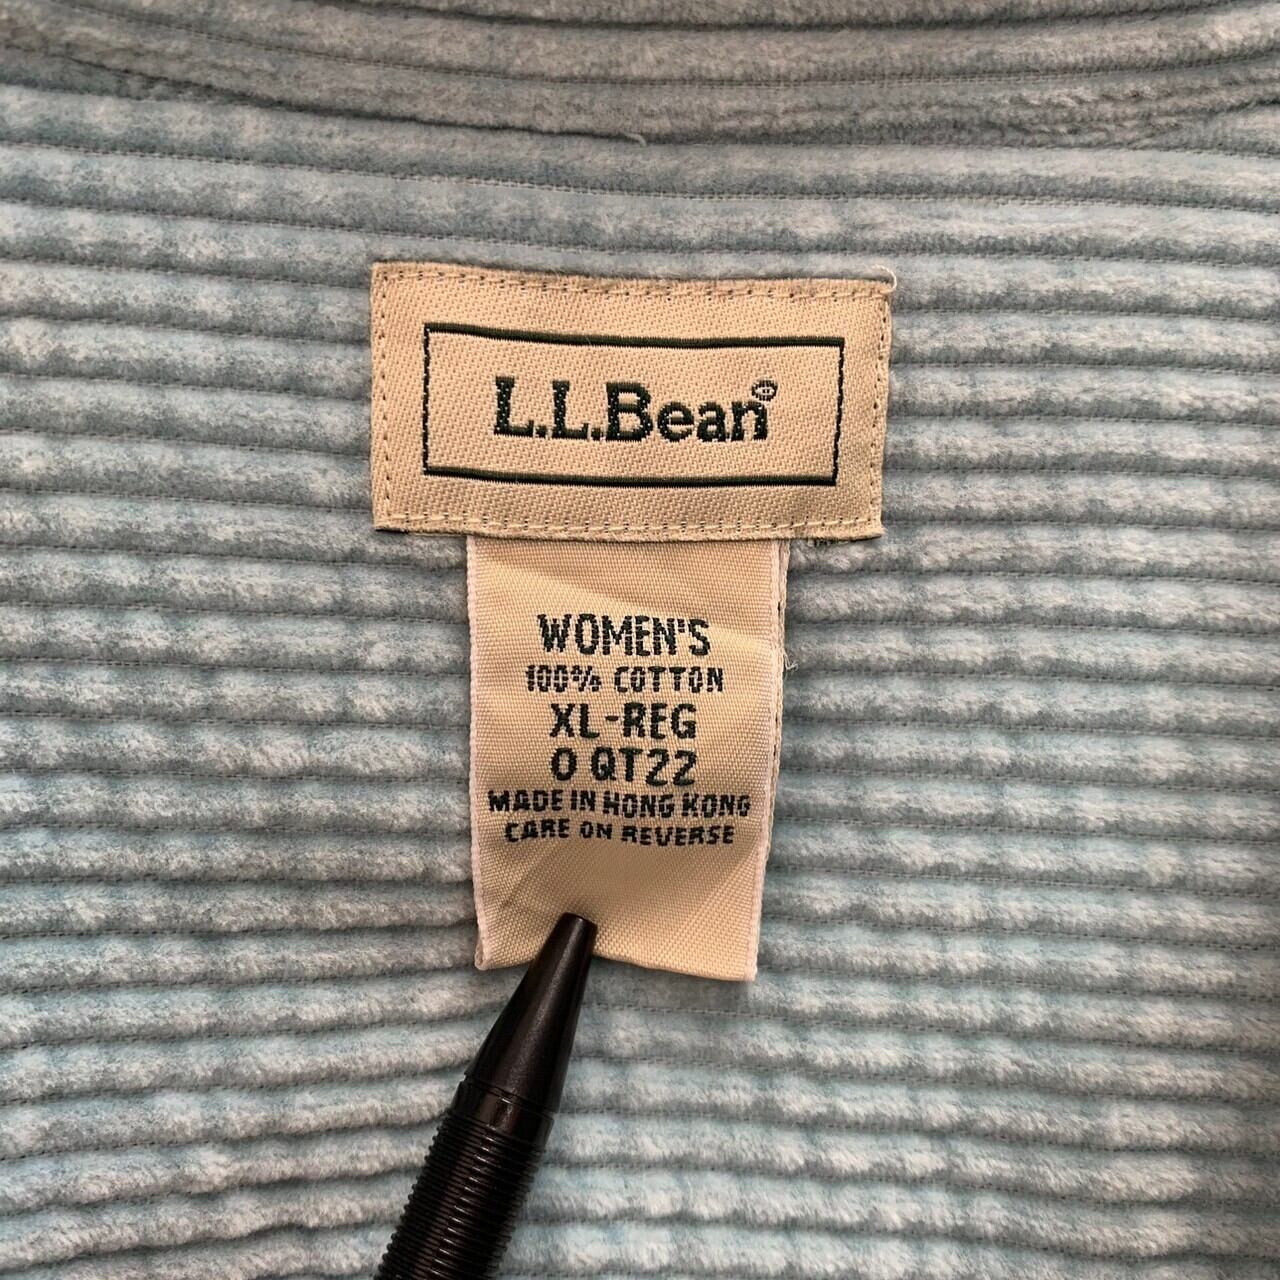 L.L.Bean®
WOMEN'S
100% COTTON
XL-REG
0 QT22
MADE IN HONG KONG
CARE ON REVERSE